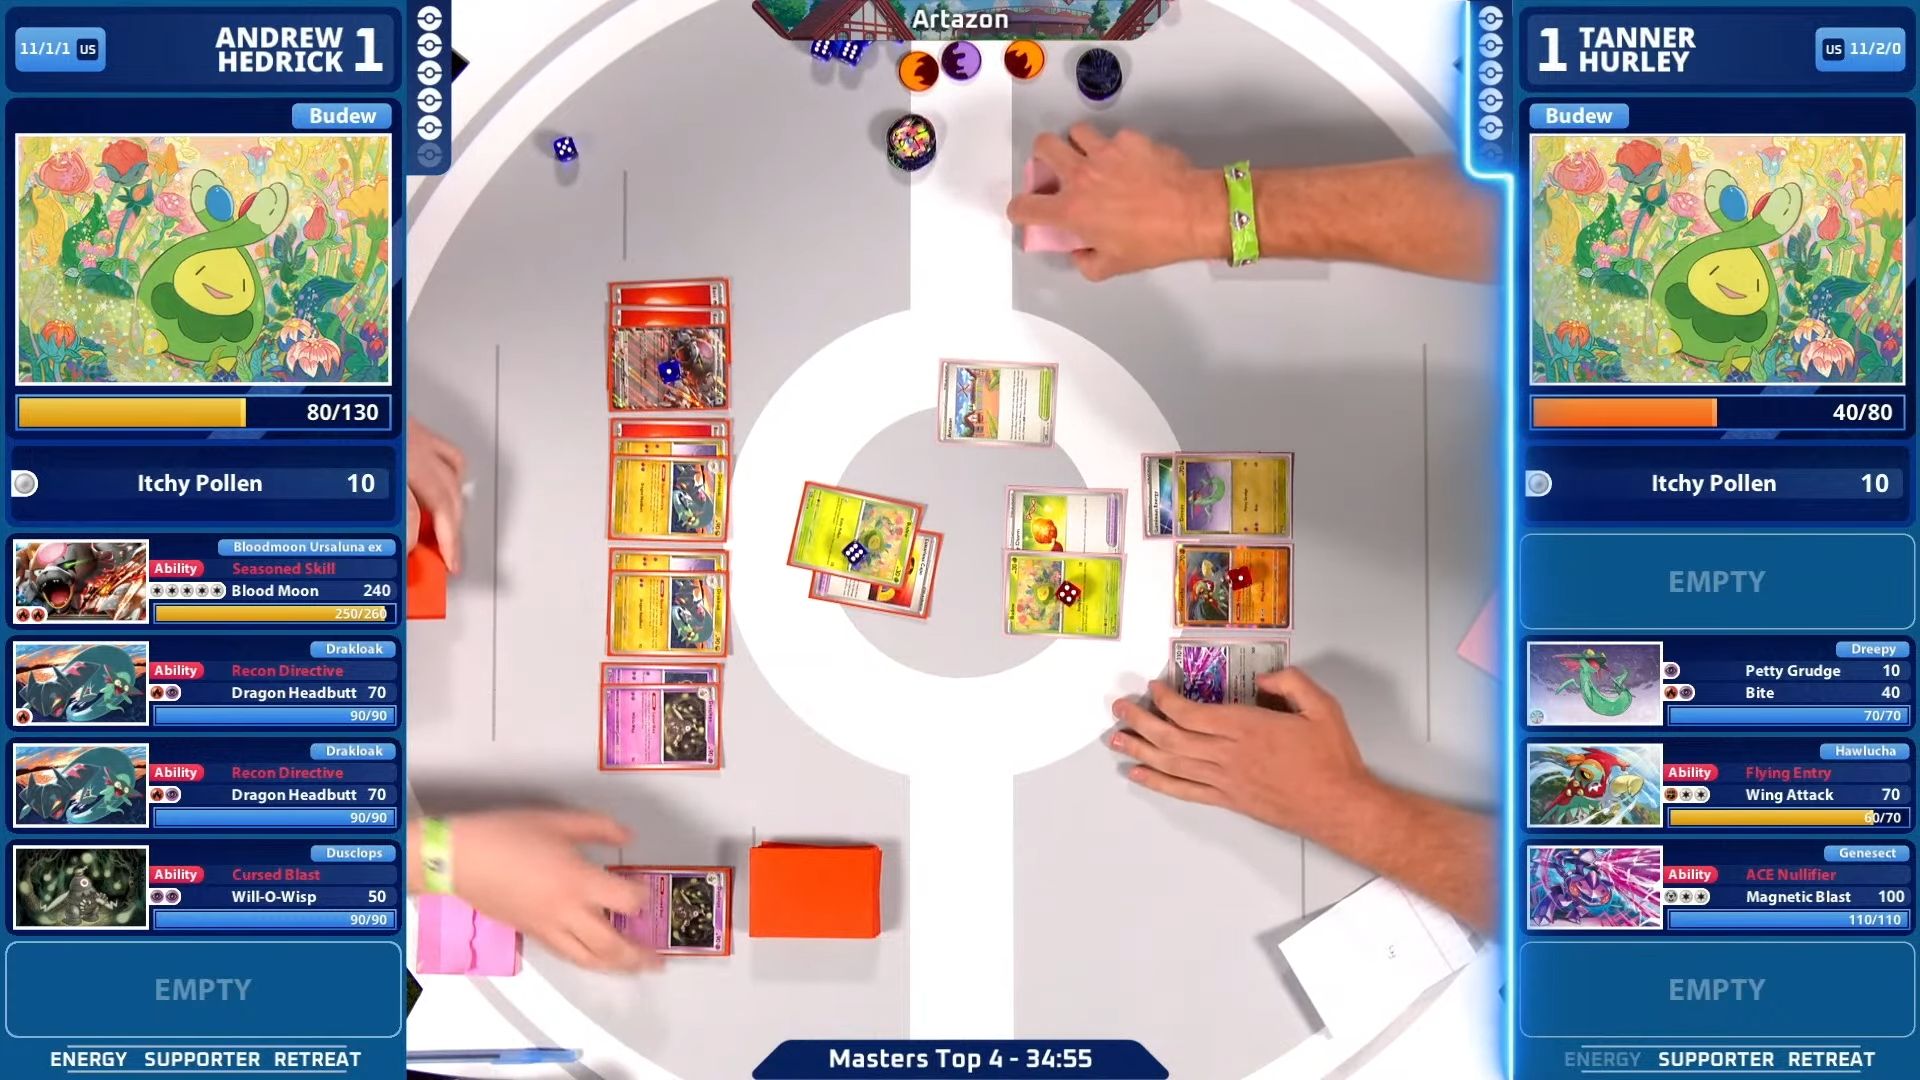 11/1/1 US
ANDREW
HEDRICK 1
Budew
80/130
Itchy Pollen 10
Bloodmoon Ursaluna ex
Ability Seasoned Skill
Blood Moon 240
250/260
Drakloak
Ability Recon Directive
Dragon Headbutt 70
90/90
Drakloak
Ability Recon Directive
Dragon Headbutt 70
90/90
Dusclops
Ability Cursed Blast
Will-O-Wisp 50
90/90
EMPTY
ENERGY SUPPORTER RETREAT
Artazon
Masters Top 4 - 34:55
1 TANNER
HURLEY
US 11/2/0
Budew
40/80
Itchy Pollen 10
EMPTY
Dreepy
Petty Grudge 10
Bite 40
70/70
Hawlucha
Ability Flying Entry
Wing Attack 70
60/70
Genesect
Ability ACE Nullifier
Magnetic Blast 100
110/110
EMPTY
ENERGY SUPPORTER RETREAT